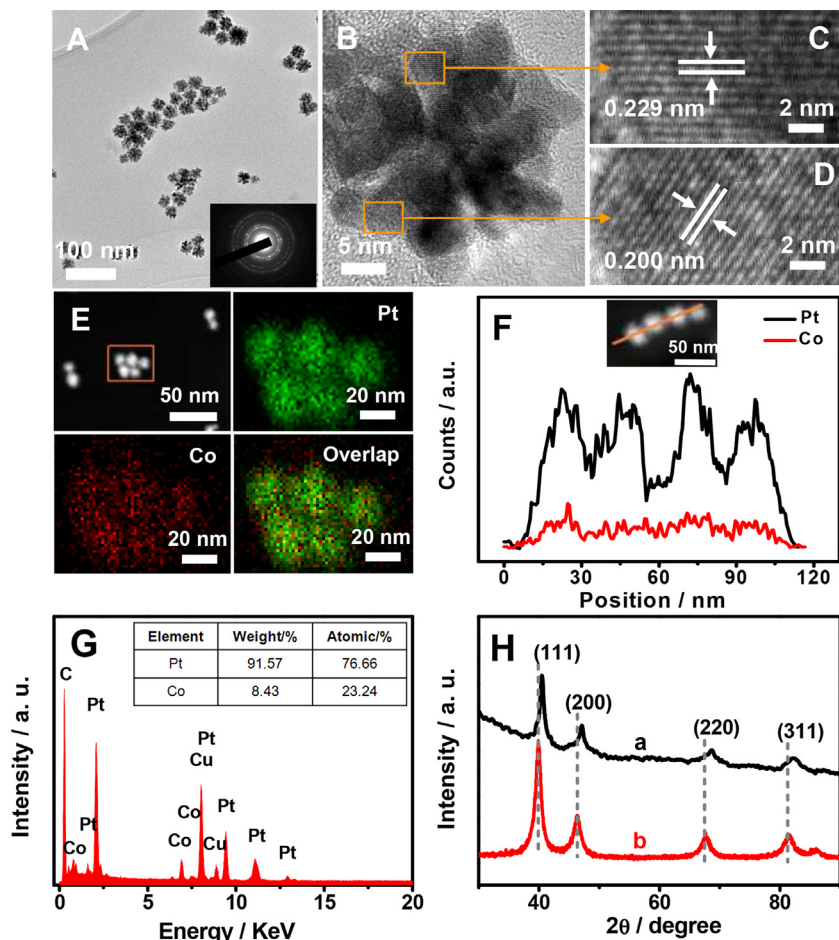 A
100 nm
B
5 nm
C
0.229 nm
2 nm
D
0.200 nm
2 nm
E
50 nm
Pt
20 nm
Co
20 nm
Overlap
20 nm
F
50 nm
Pt
Co
Counts / a.u.
0 30 60 90 120
Position / nm
G
Element Weight/% Atomic/%
Pt 91.57 76.66
Co 8.43 23.24
C
Pt
Pt
Cu
Pt
Co
Co
Pt
Cu
Pt
Pt
Intensity / a. u.
0 5 10 15 20
Energy / KeV
H
(111)
(200)
(220)
(311)
a
b
Intensity / a.u.
40 60 80
2θ / degree